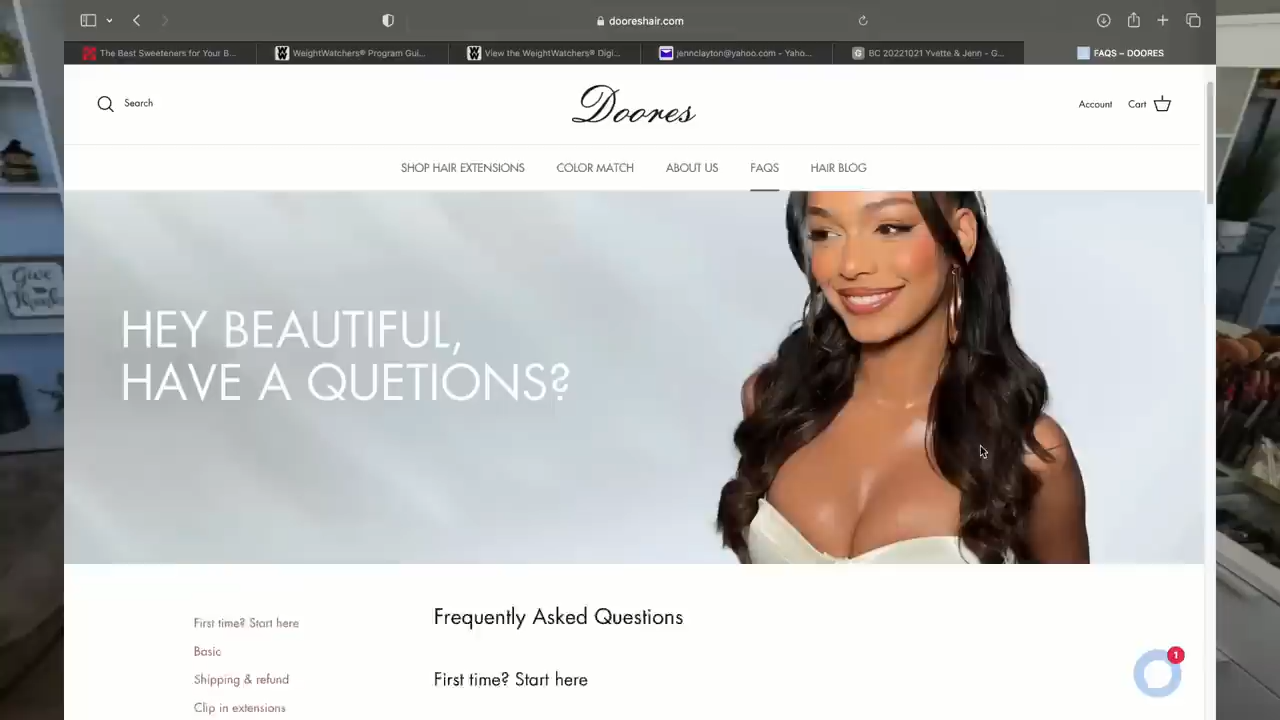 dooreshair.com
The Best Sweeteners for Your B...
WeightWatchers® Program Gui...
View the WeightWatchers® Digi...
jennclayton@yahoo.com - Yaho...
BC 20221021 Yvette & Jenn - G...
FAQS – DOORES
Search
Doores
Account
Cart
SHOP HAIR EXTENSIONS
COLOR MATCH
ABOUT US
FAQS
HAIR BLOG
HEY BEAUTIFUL,
HAVE A QUETIONS?
Give
Thanks
First time? Start here
Basic
Shipping & refund
Clip in extensions
Frequently Asked Questions
First time? Start here
1